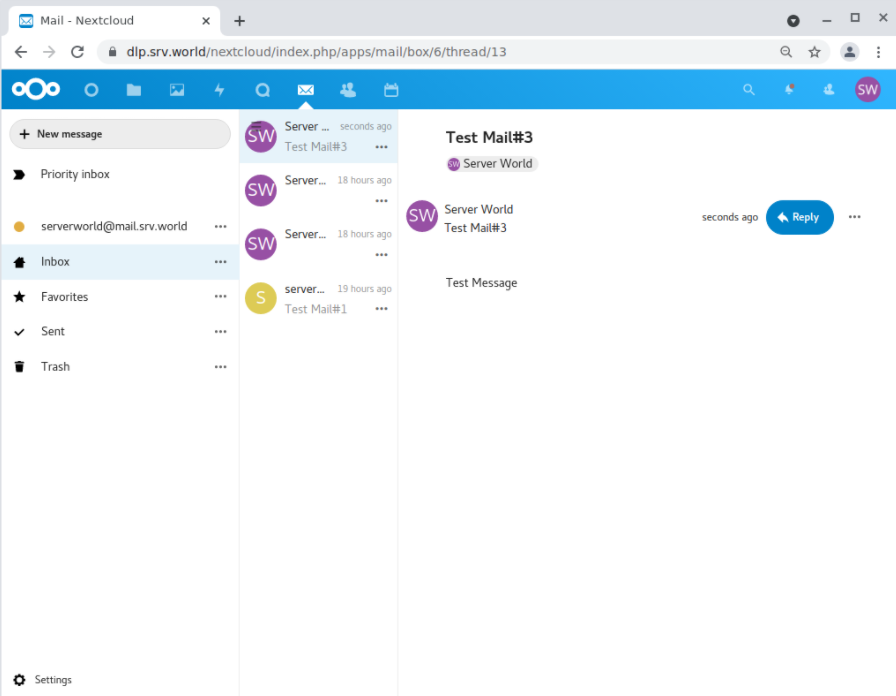 Mail - Nextcloud
dlp.srv.world/nextcloud/index.php/apps/mail/box/6/thread/13
SW
New message
Priority inbox
serverworld@mail.srv.world
Inbox
Favorites
Sent
Trash
Settings
SW Server ... seconds ago
Test Mail#3
SW Server... 18 hours ago
SW Server... 18 hours ago
S server... 19 hours ago
Test Mail#1
Test Mail#3
SW Server World
SW Server World seconds ago Reply
Test Mail#3
Test Message